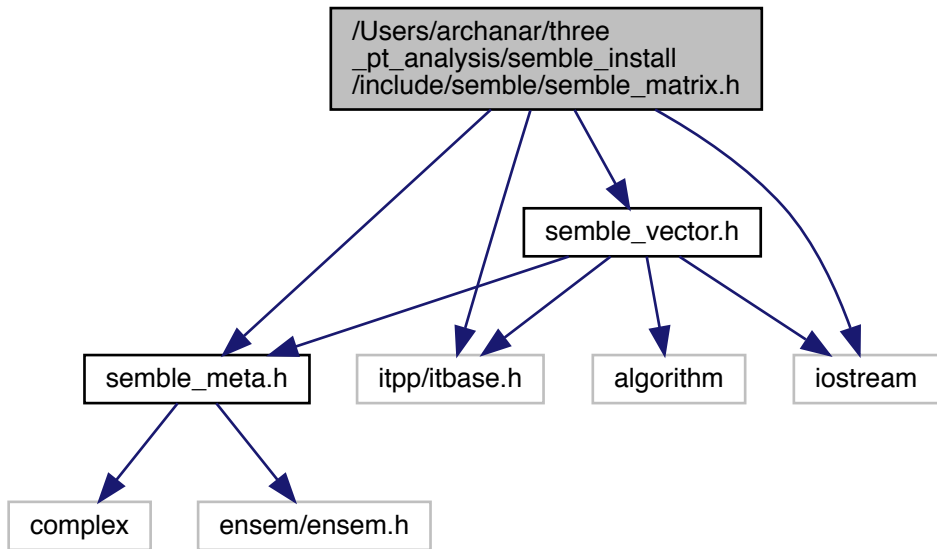 /Users/archanar/three
_pt_analysis/semble_install
/include/semble/semble_matrix.h
semble_vector.h
semble_meta.h
itpp/itbase.h
algorithm
iostream
complex
ensem/ensem.h